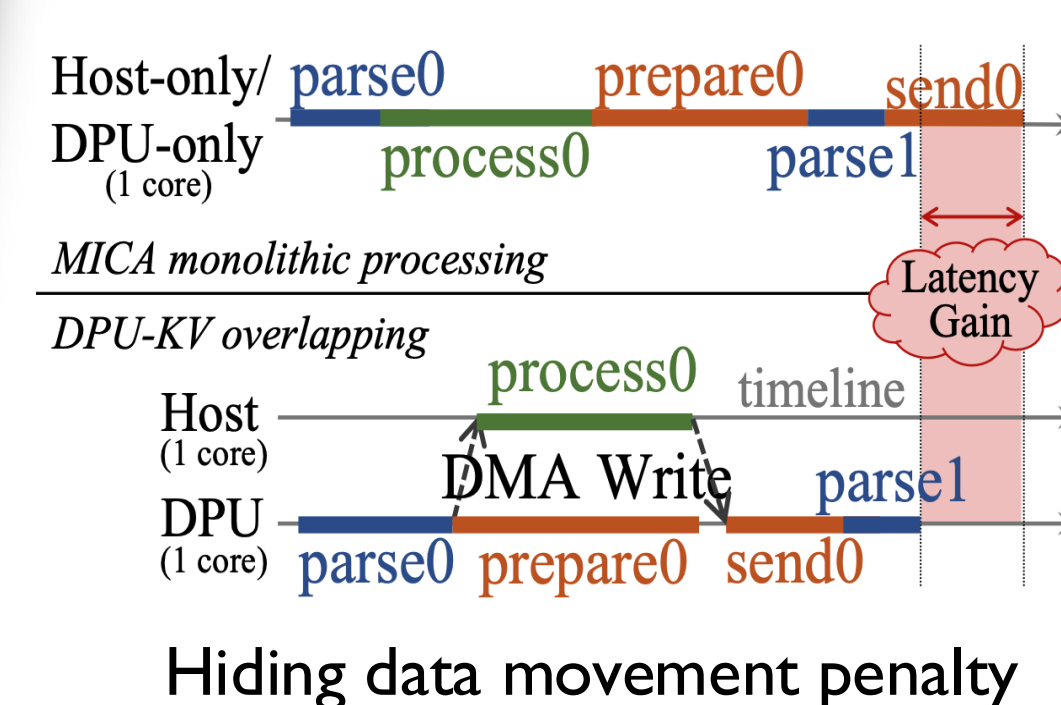 Host-only/
DPU-only
(1 core)
parse0
process0
prepare0
parse1
send0
MICA monolithic processing
Latency
Gain
DPU-KV overlapping
process0
timeline
Host
(1 core)
DMA Write
parse1
DPU
(1 core)
parse0
prepare0
send0
Hiding data movement penalty